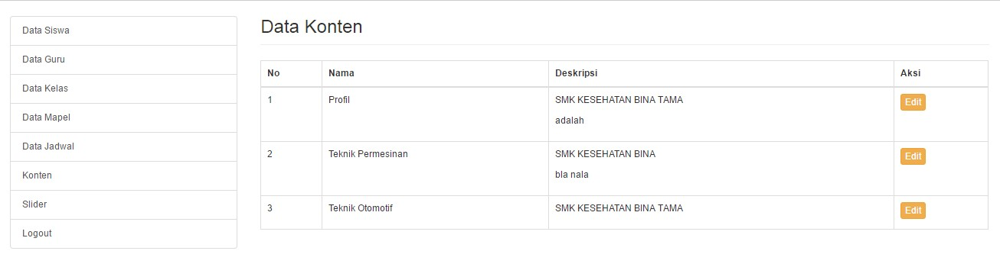 Data Siswa
Data Guru
Data Kelas
Data Mapel
Data Jadwal
Konten
Slider
Logout
Data Konten
No Nama Deskripsi Aksi
1 Profil SMK KESEHATAN BINA TAMA Edit
adalah
2 Teknik Permesinan SMK KESEHATAN BINA Edit
bla nala
3 Teknik Otomotif SMK KESEHATAN BINA TAMA Edit